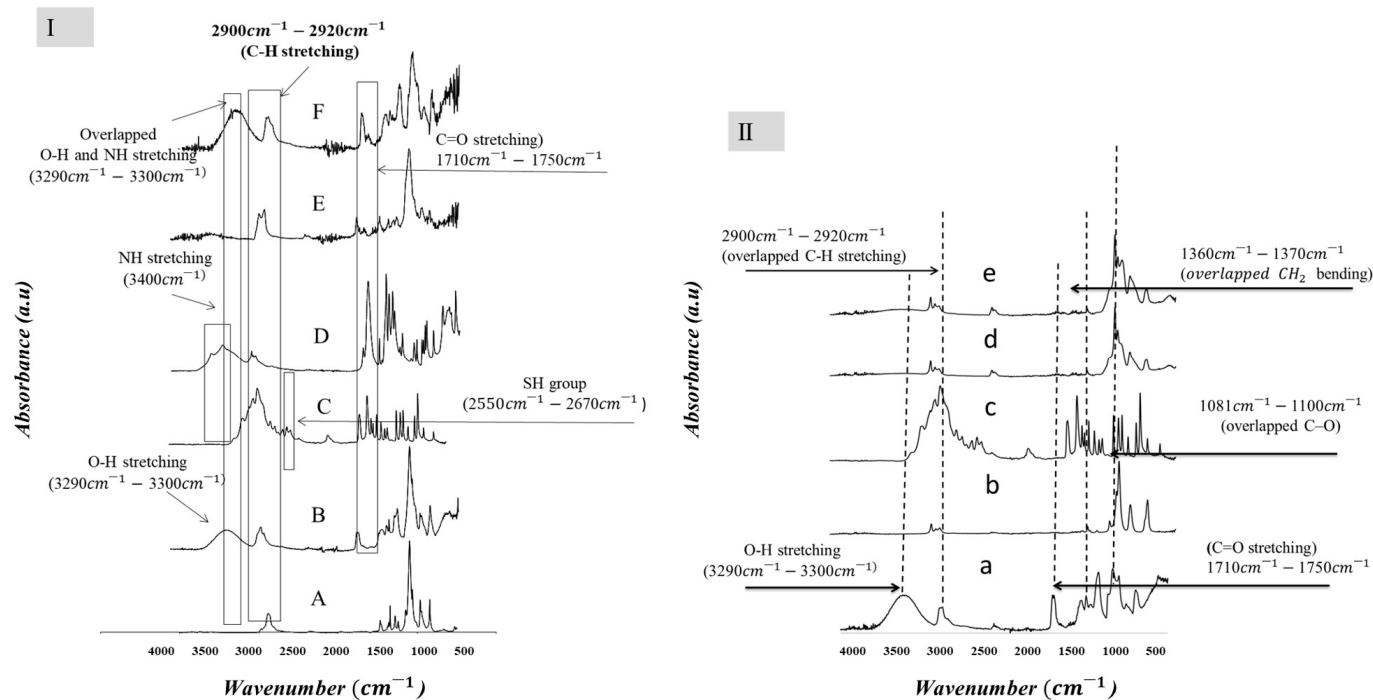 I
2900cm⁻¹ − 2920cm⁻¹
(C-H stretching)
F
Overlapped
O-H and NH stretching
(3290cm⁻¹ − 3300cm⁻¹)
C=O stretching)
1710cm⁻¹ − 1750cm⁻¹
E
NH stretching
(3400cm⁻¹)
D
SH group
(2550cm⁻¹ − 2670cm⁻¹ )
C
O-H stretching
(3290cm⁻¹ − 3300cm⁻¹)
B
A
Absorbance (a.u)
4000 3500 3000 2500 2000 1500 1000 500
Wavenumber (cm⁻¹)
II
2900cm⁻¹ − 2920cm⁻¹
(overlapped C-H stretching)
1360cm⁻¹ − 1370cm⁻¹
(overlapped CH₂ bending)
e
d
c
1081cm⁻¹ − 1100cm⁻¹
(overlapped C–O)
b
O-H stretching
(3290cm⁻¹ − 3300cm⁻¹)
a
(C=O stretching)
1710cm⁻¹ − 1750cm⁻¹
Absorbance (a.u)
4000 3500 3000 2500 2000 1500 1000 500
Wavenumber (cm⁻¹)